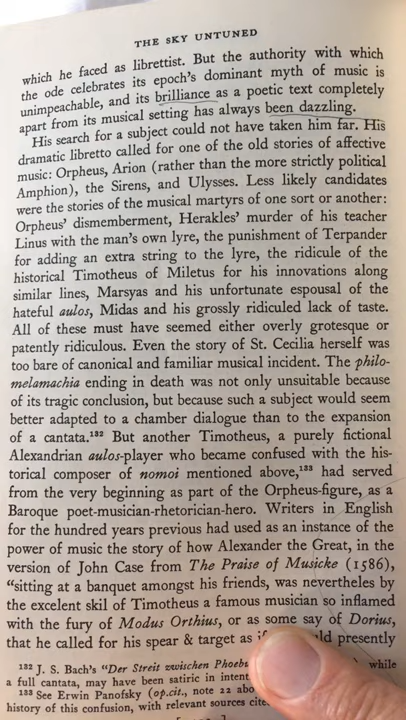 THE SKY UNTUNED
which he faced as librettist. But the authority with which
the ode celebrates its epoch's dominant myth of music is
unimpeachable, and its brilliance as a poetic text completely
apart from its musical setting has always been dazzling.
His search for a subject could not have taken him far. His
dramatic libretto called for one of the old stories of affective
music: Orpheus, Arion (rather than the more strictly political
Amphion), the Sirens, and Ulysses. Less likely candidates
were the stories of the musical martyrs of one sort or another:
Orpheus' dismemberment, Herakles' murder of his teacher
Linus with the man's own lyre, the punishment of Terpander
for adding an extra string to the lyre, the ridicule of the
historical Timotheus of Miletus for his innovations along
similar lines, Marsyas and his unfortunate espousal of the
hateful aulos, Midas and his grossly ridiculed lack of taste.
All of these must have seemed either overly grotesque or
patently ridiculous. Even the story of St. Cecilia herself was
too bare of canonical and familiar musical incident. The philo-
melamachia ending in death was not only unsuitable because
of its tragic conclusion, but because such a subject would seem
better adapted to a chamber dialogue than to the expansion
of a cantata.¹³² But another Timotheus, a purely fictional
Alexandrian aulos-player who became confused with the his-
torical composer of nomoi mentioned above,¹³³ had served
from the very beginning as part of the Orpheus-figure, as a
Baroque poet-musician-rhetorician-hero. Writers in English
for the hundred years previous had used as an instance of the
power of music the story of how Alexander the Great, in the
version of John Case from The Praise of Musicke (1586),
"sitting at a banquet amongst his friends, was nevertheles by
the excelent skil of Timotheus a famous musician so inflamed
with the fury of Modus Orthius, or as some say of Dorius,
that he called for his spear & target as presently
¹³² J. S. Bach's "Der Streit zwischen while
a full cantata, may have been satiric in
¹³³ See Erwin Panofsky (op.cit., note 22
history of this confusion, with relevant sources